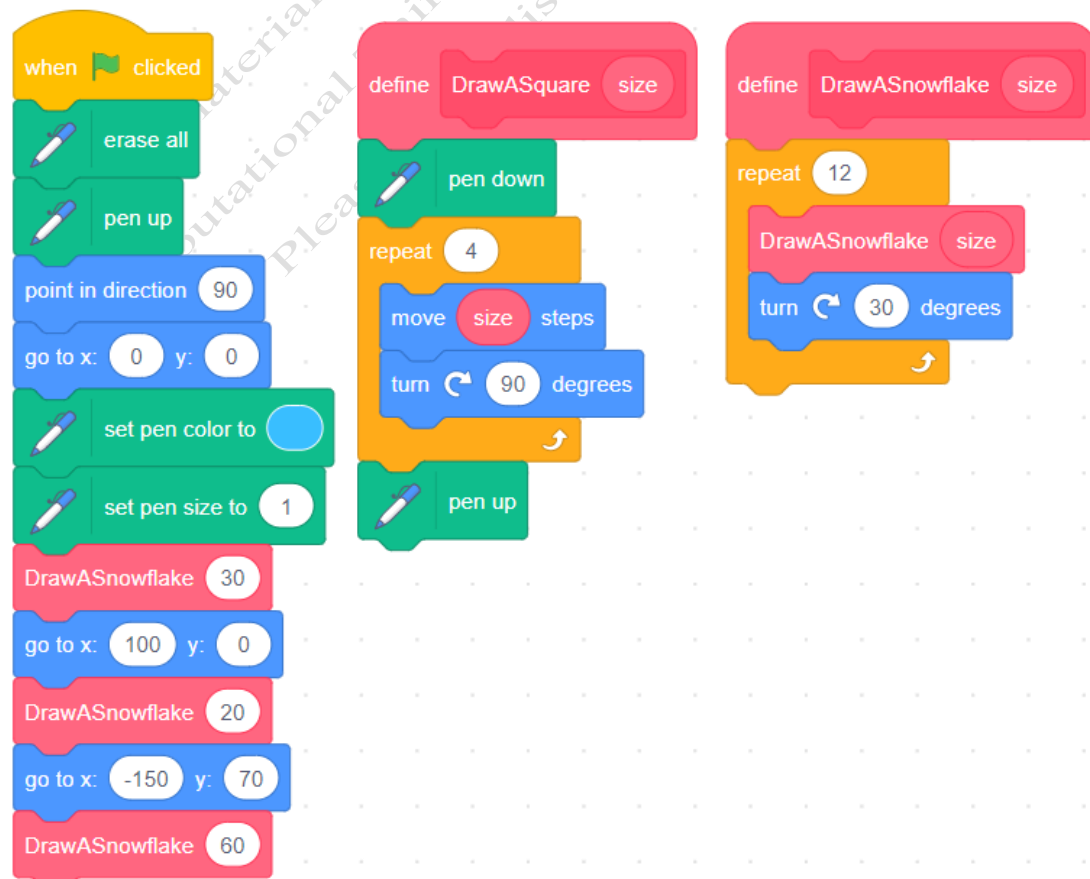 when clicked
erase all
pen up
point in direction 90
go to x: 0 y: 0
set pen color to
set pen size to 1
DrawASnowflake 30
go to x: 100 y: 0
DrawASnowflake 20
go to x: -150 y: 70
DrawASnowflake 60
define DrawASquare size
pen down
repeat 4
move size steps
turn 90 degrees
pen up
define DrawASnowflake size
repeat 12
DrawASnowflake size
turn 30 degrees